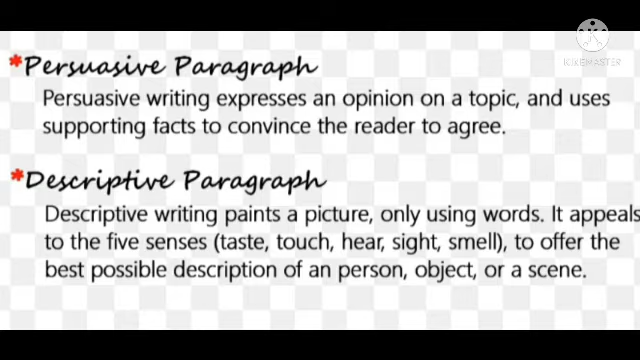 KINEMASTER
*Persuasive Paragraph
Persuasive writing expresses an opinion on a topic, and uses
supporting facts to convince the reader to agree.
*Descriptive Paragraph
Descriptive writing paints a picture, only using words. It appeals
to the five senses (taste, touch, hear, sight, smell), to offer the
best possible description of an person, object, or a scene.